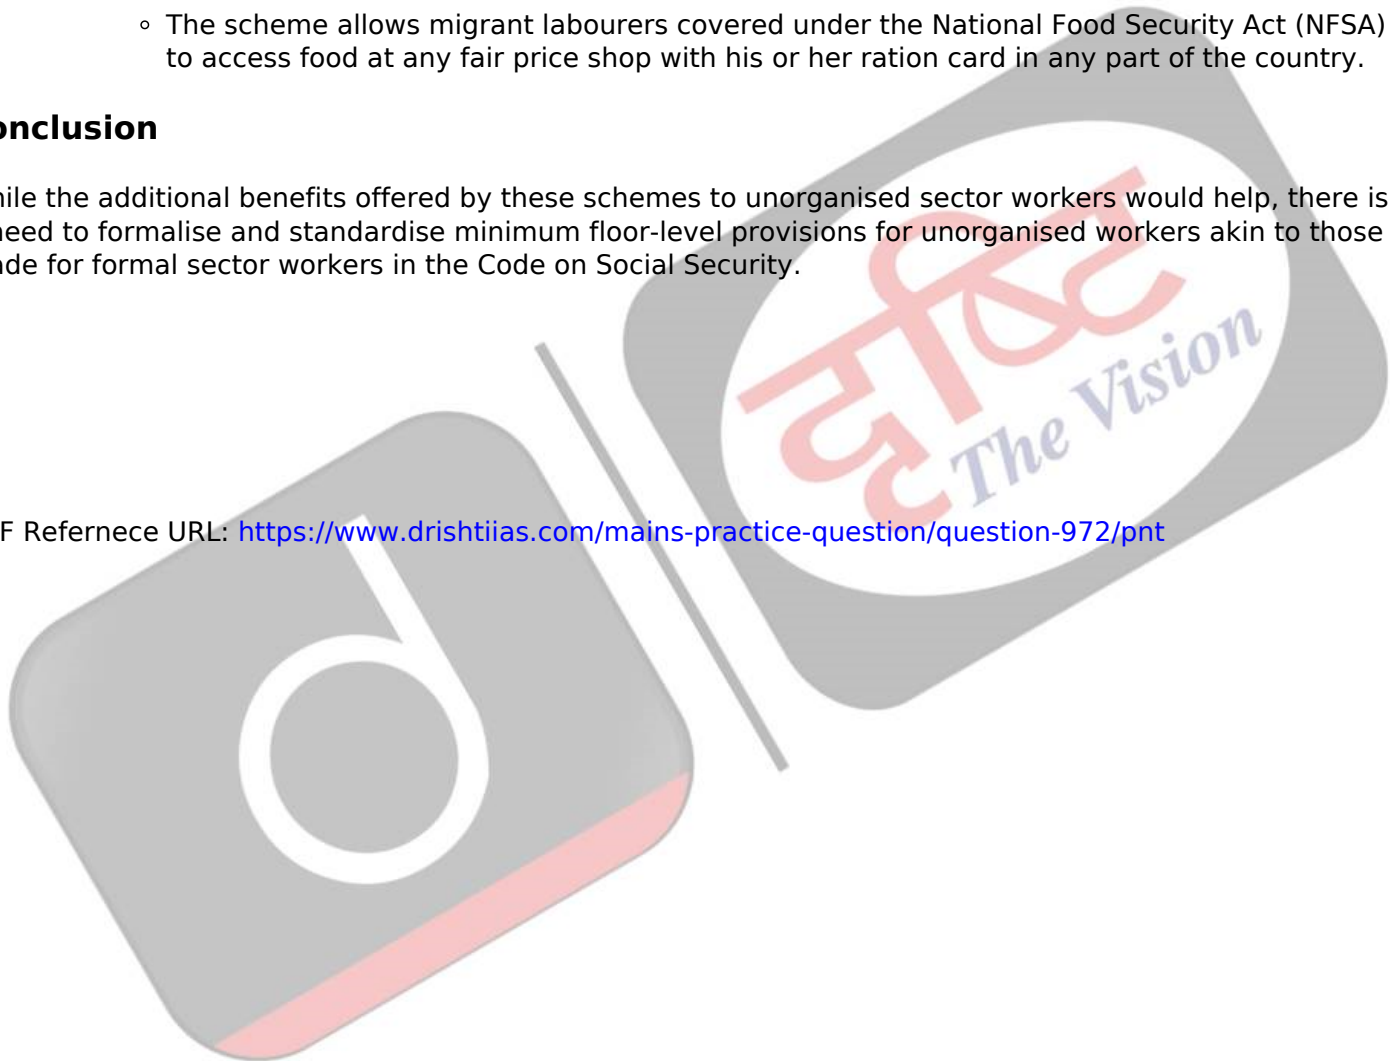 The scheme allows migrant labourers covered under the National Food Security Act (NFSA)
to access food at any fair price shop with his or her ration card in any part of the country.
onclusion
ile the additional benefits offered by these schemes to unorganised sector workers would help, there is
need to formalise and standardise minimum floor-level provisions for unorganised workers akin to those
de for formal sector workers in the Code on Social Security.
दृष्टि
The Vision
F Refernece URL: https://www.drishtiias.com/mains-practice-question/question-972/pnt
d